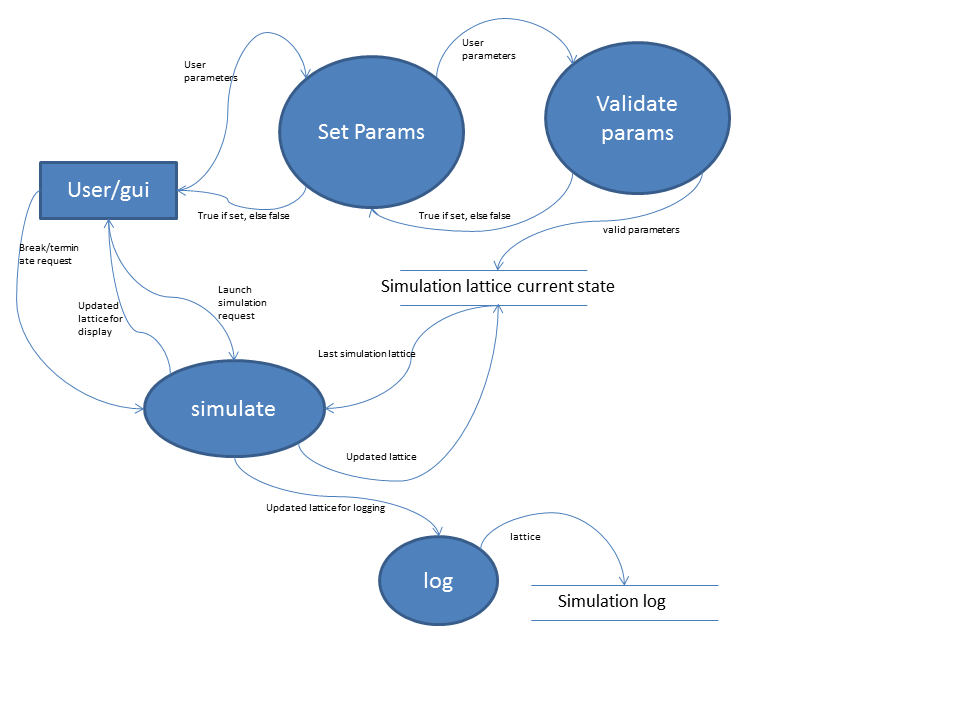 User
parameters
User
parameters
Set Params
Validate
params
User/gui
True if set, else false
True if set, else false
valid parameters
Break/termin
ate request
Simulation lattice current state
Launch
simulation
request
Updated
lattice for
display
Last simulation lattice
simulate
Updated lattice
Updated lattice for logging
lattice
log
Simulation log